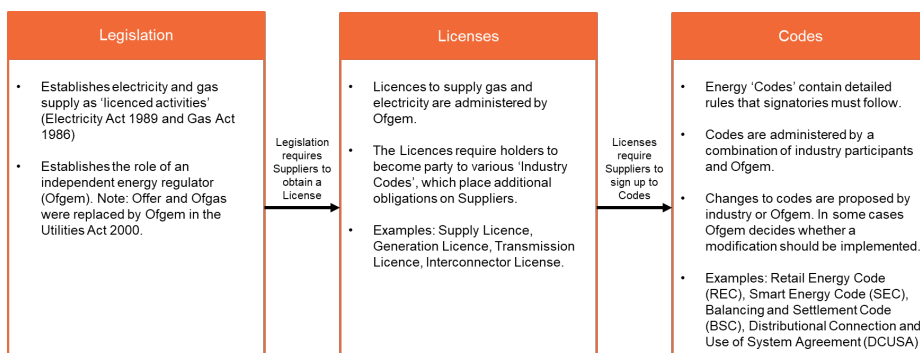 Legislation
• Establishes electricity and gas
supply as ‘licenced activities’
(Electricity Act 1989 and Gas Act
1986)
• Establishes the role of an
independent energy regulator
(Ofgem). Note: Offer and Ofgas
were replaced by Ofgem in the
Utilities Act 2000.
Legislation
requires
Suppliers to
obtain a
License
Licenses
• Licences to supply gas and
electricity are administered by
Ofgem.
• The Licences require holders to
become party to various ‘Industry
Codes’, which place additional
obligations on Suppliers.
• Examples: Supply Licence,
Generation Licence, Transmission
Licence, Interconnector License.
Licenses
require
Suppliers to
sign up to
Codes
Codes
• Energy ‘Codes’ contain detailed
rules that signatories must follow.
• Codes are administered by a
combination of industry participants
and Ofgem.
• Changes to codes are proposed by
industry or Ofgem. In some cases
Ofgem decides whether a
modification should be implemented.
• Examples: Retail Energy Code
(REC), Smart Energy Code (SEC),
Balancing and Settlement Code
(BSC), Distributional Connection and
Use of System Agreement (DCUSA)